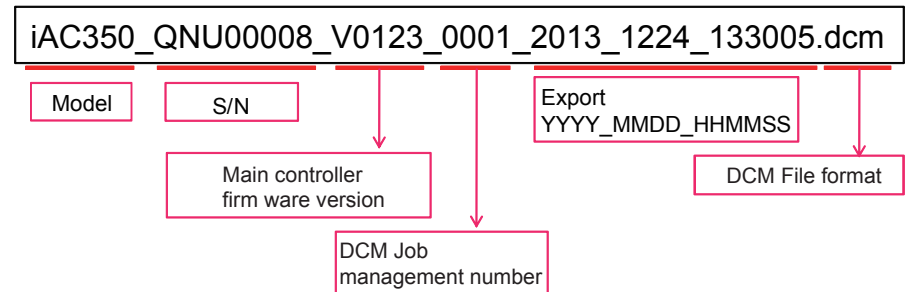 iAC350_QNU00008_V0123_0001_2013_1224_133005.dcm
Model
S/N
Export
YYYY_MMDD_HHMMSS
Main controller
firm ware version
DCM File format
DCM Job
management number